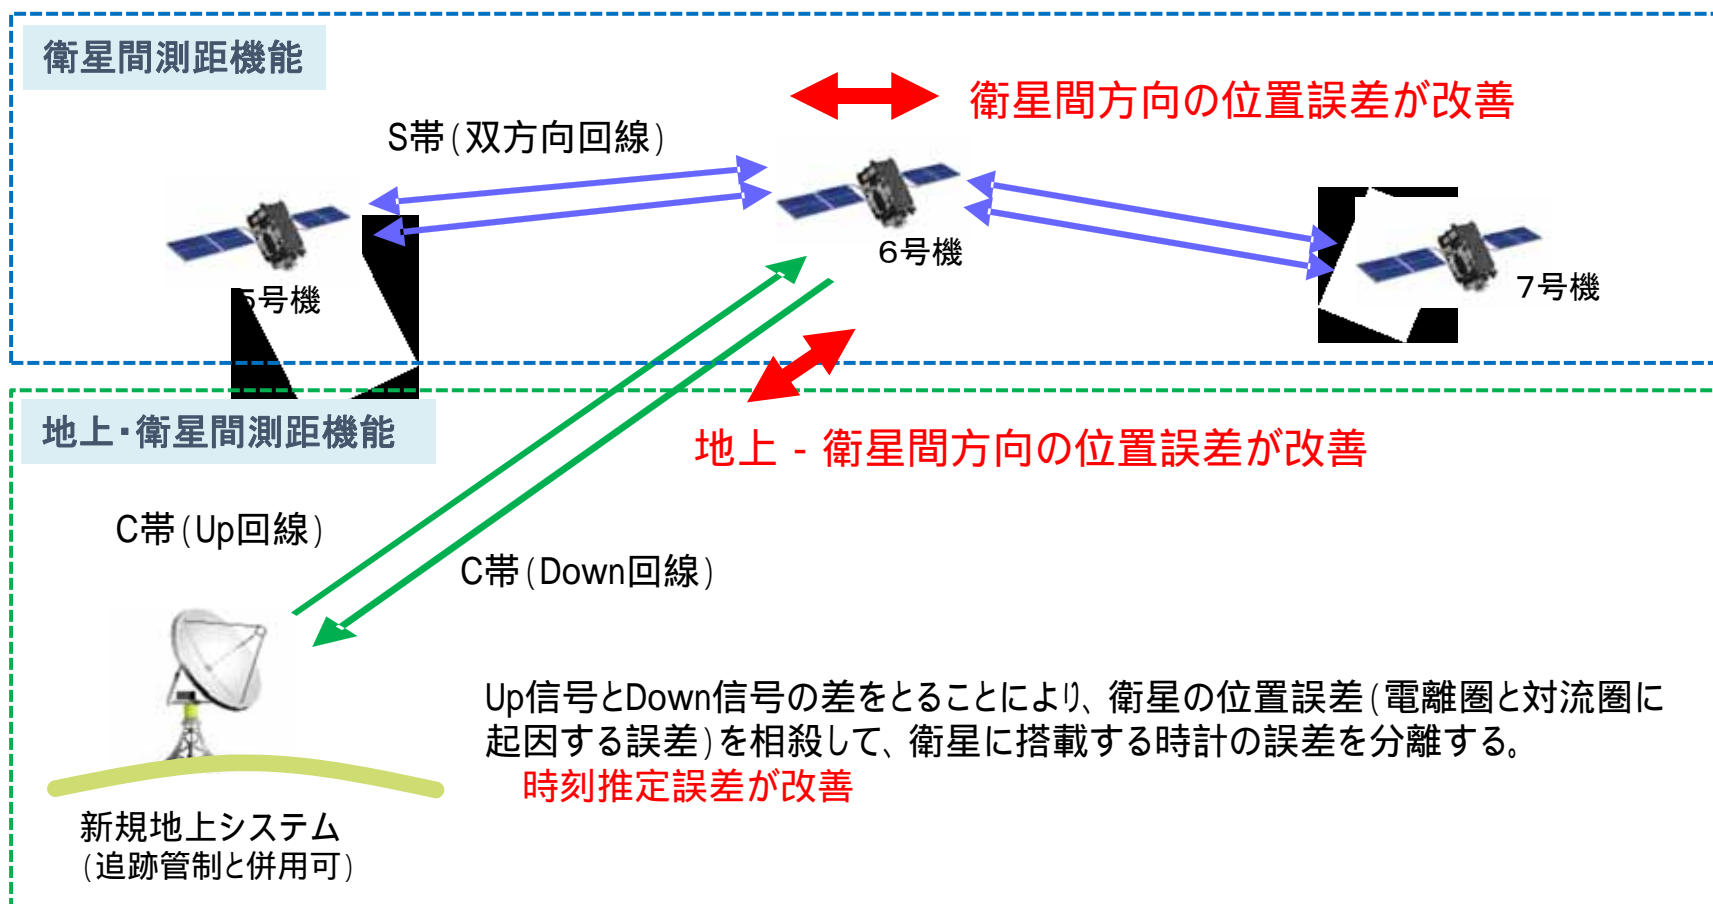 衛星間測距機能
衛星間方向の位置誤差が改善
S帯(双方向回線)
6号機
5号機
7号機
地上・衛星間測距機能
地上 - 衛星間方向の位置誤差が改善
C帯(Up回線)
C帯(Down回線)
Up信号とDown信号の差をとることにより、衛星の位置誤差(電離圏と対流圏に
起因する誤差)を相殺して、衛星に搭載する時計の誤差を分離する。
時刻推定誤差が改善
新規地上システム
(追跡管制と併用可)